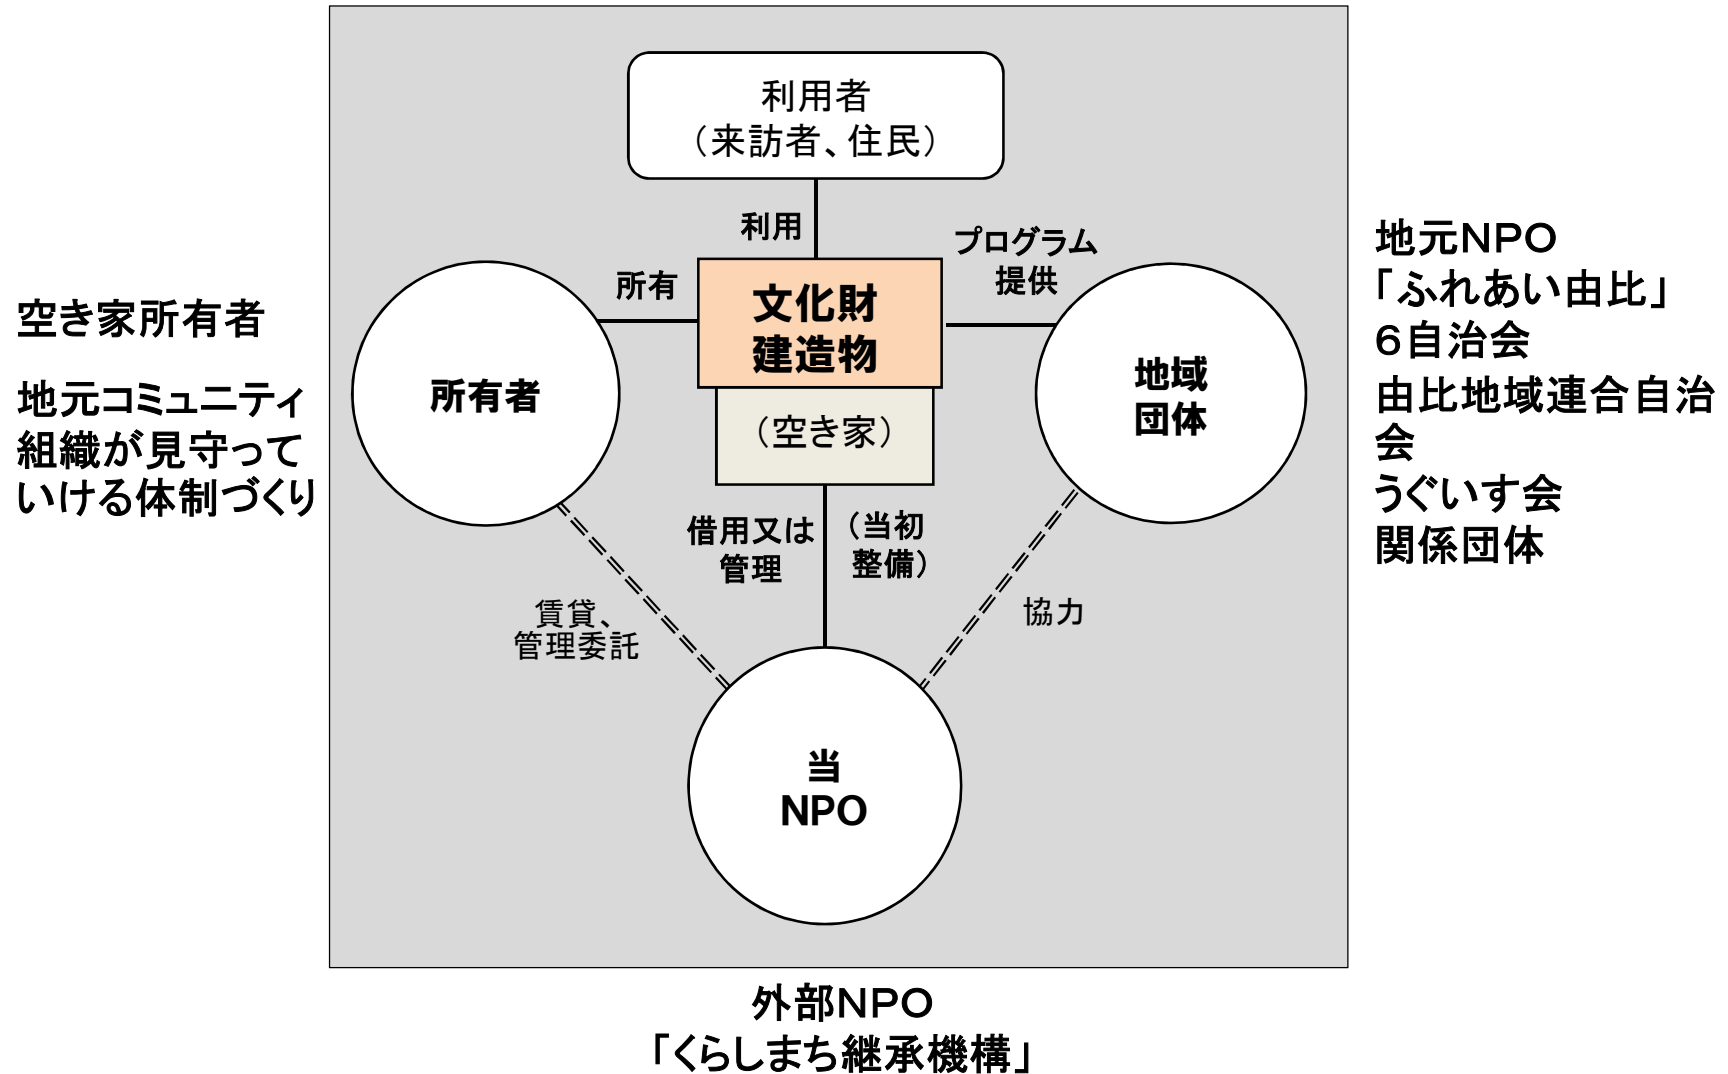 利用者
（来訪者、住民）
利用
プログラム
提供
所有
文化財
建造物
（空き家）
所有者
地域
団体
借用又は
管理
（当初
整備）
賃貸、
管理委託
協力
当
NPO
空き家所有者
地元コミュニティ
組織が見守って
いける体制づくり
地元NPO
「ふれあい由比」
６自治会
由比地域連合自治
会
うぐいす会
関係団体
外部NPO
「くらしまち継承機構」